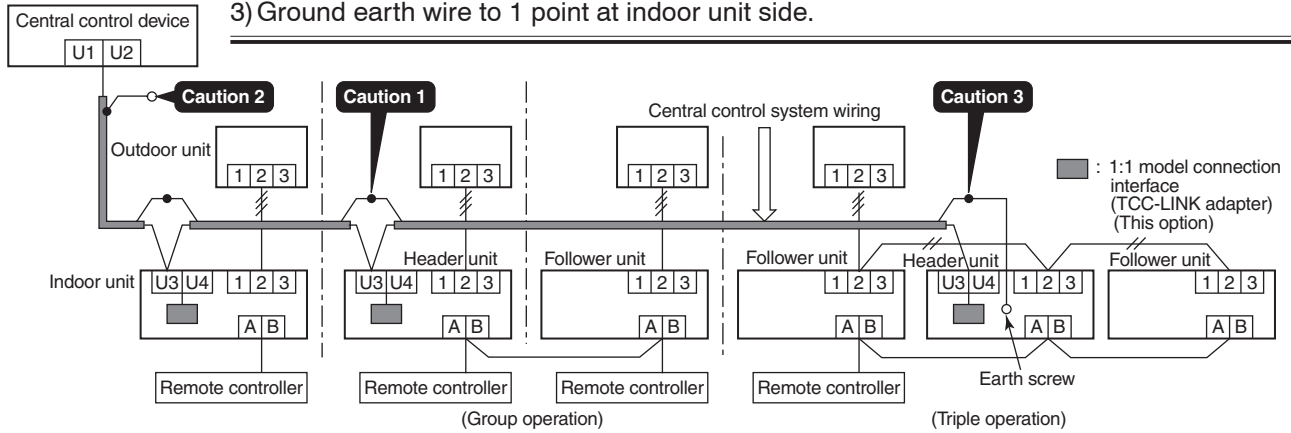 3) Ground earth wire to 1 point at indoor unit side.
Central control device
U1 U2
Caution 2
Caution 1
Caution 3
Central control system wiring
Outdoor unit
1 2 3
1 2 3
1 2 3
1 2 3
: 1:1 model connection
interface
(TCC-LINK adapter)
(This option)
Indoor unit
U3 U4
1 2 3
A B
Header unit
U3 U4
1 2 3
A B
Follower unit
1 2 3
A B
Follower unit
1 2 3
A B
Header unit
U3 U4
1 2 3
A B
Follower unit
1 2 3
A B
Earth screw
Remote controller
Remote controller
Remote controller
Remote controller
(Group operation)
(Triple operation)